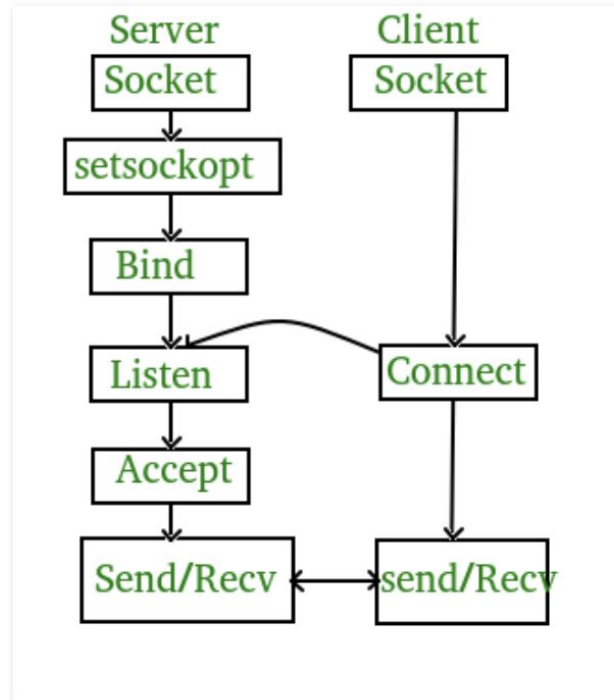 Server
Client
Socket
Socket
setsockopt
Bind
Listen
Connect
Accept
Send/Recv
send/Recv